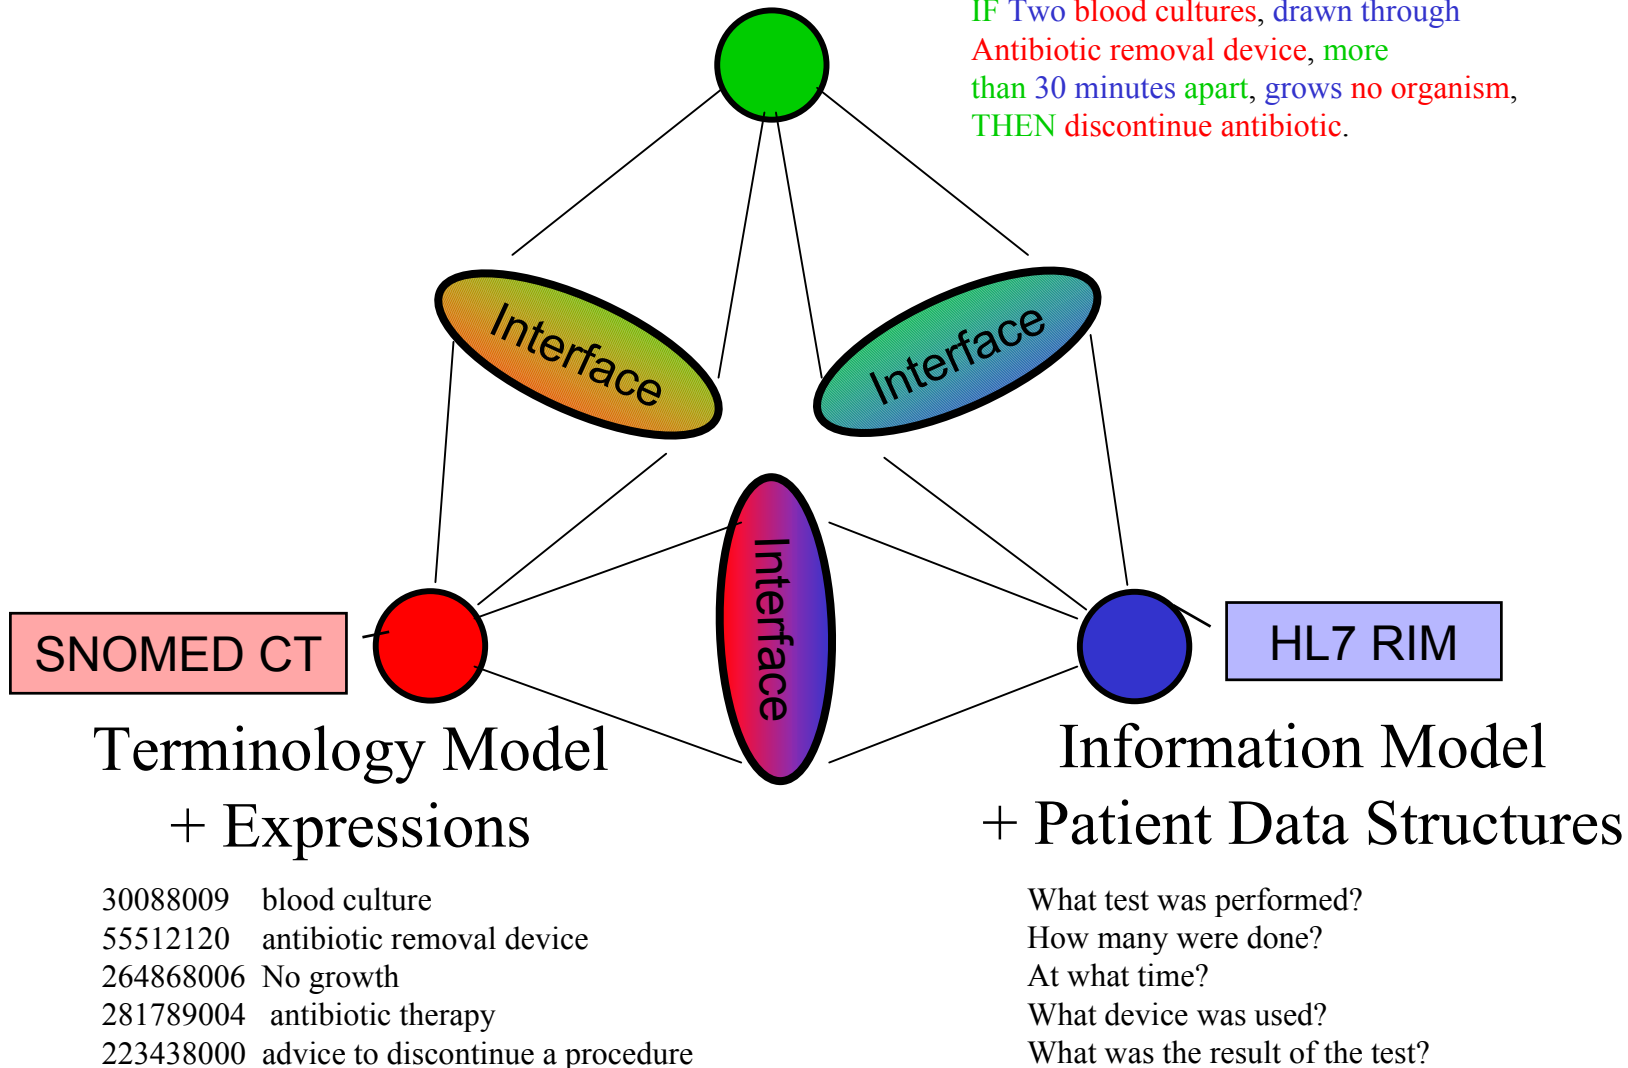 IF Two blood cultures, drawn through
Antibiotic removal device, more
than 30 minutes apart, grows no organism,
THEN discontinue antibiotic.
Interface
Interface
Interface
SNOMED CT
HL7 RIM
Terminology Model
+ Expressions
Information Model
+ Patient Data Structures
30088009 blood culture
55512120 antibiotic removal device
264868006 No growth
281789004 antibiotic therapy
223438000 advice to discontinue a procedure
What test was performed?
How many were done?
At what time?
What device was used?
What was the result of the test?